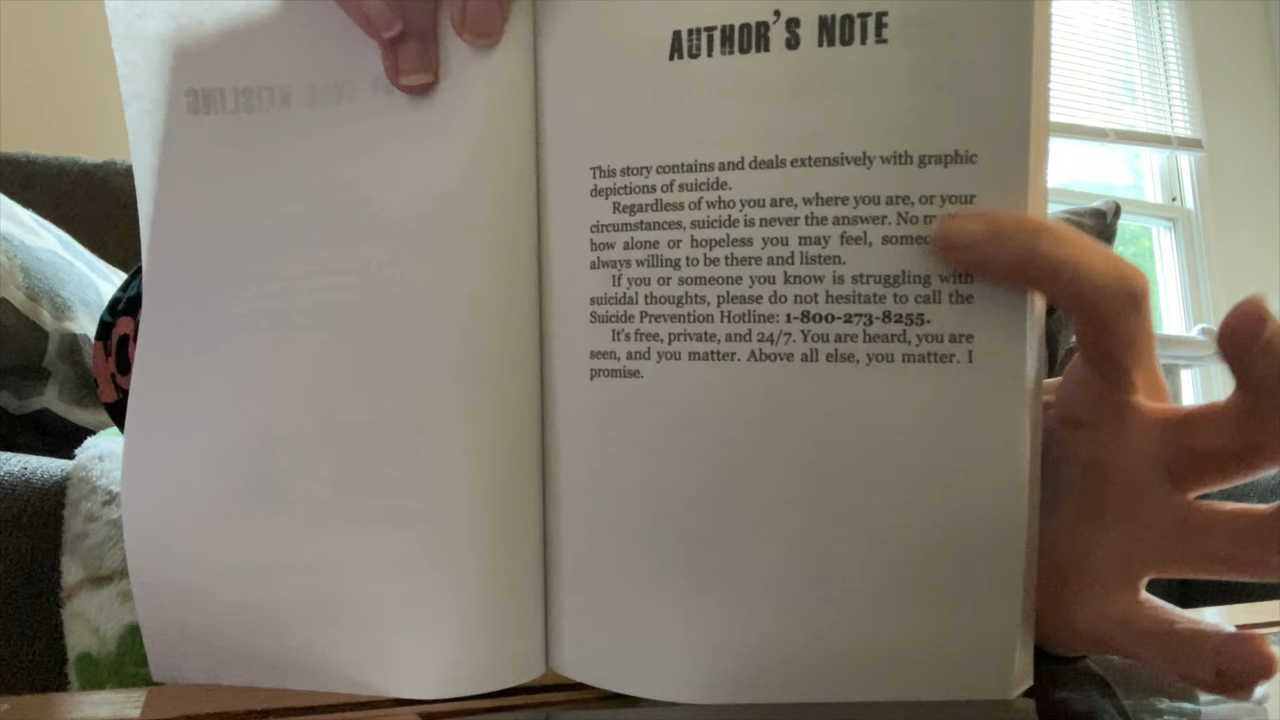 AUTHOR'S NOTE
This story contains and deals extensively with graphic
depictions of suicide.
Regardless of who you are, where you are, or your
circumstances, suicide is never the answer. No
how alone or hopeless you may feel,
always willing to be there and listen.
If you or someone you know is struggling with
suicidal thoughts, please do not hesitate to call the
Suicide Prevention Hotline: 1-800-273-8255.
It's free, private, and 24/7. You are heard, you are
seen, and you matter. Above all else, you matter. I
promise.